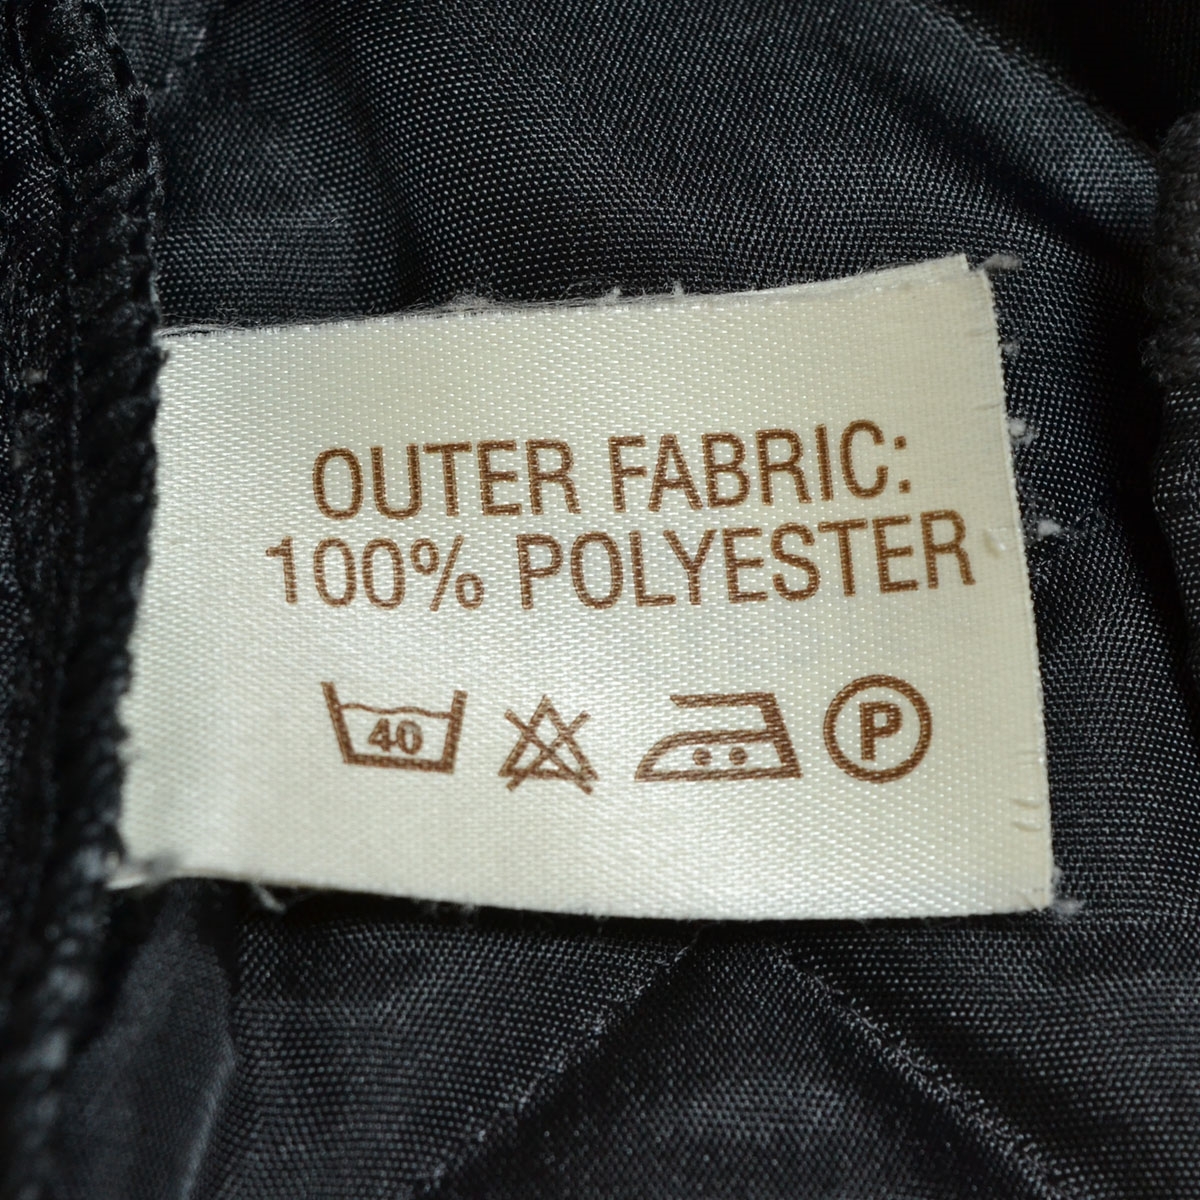 OUTER FABRIC:
100% POLYESTER
40 P